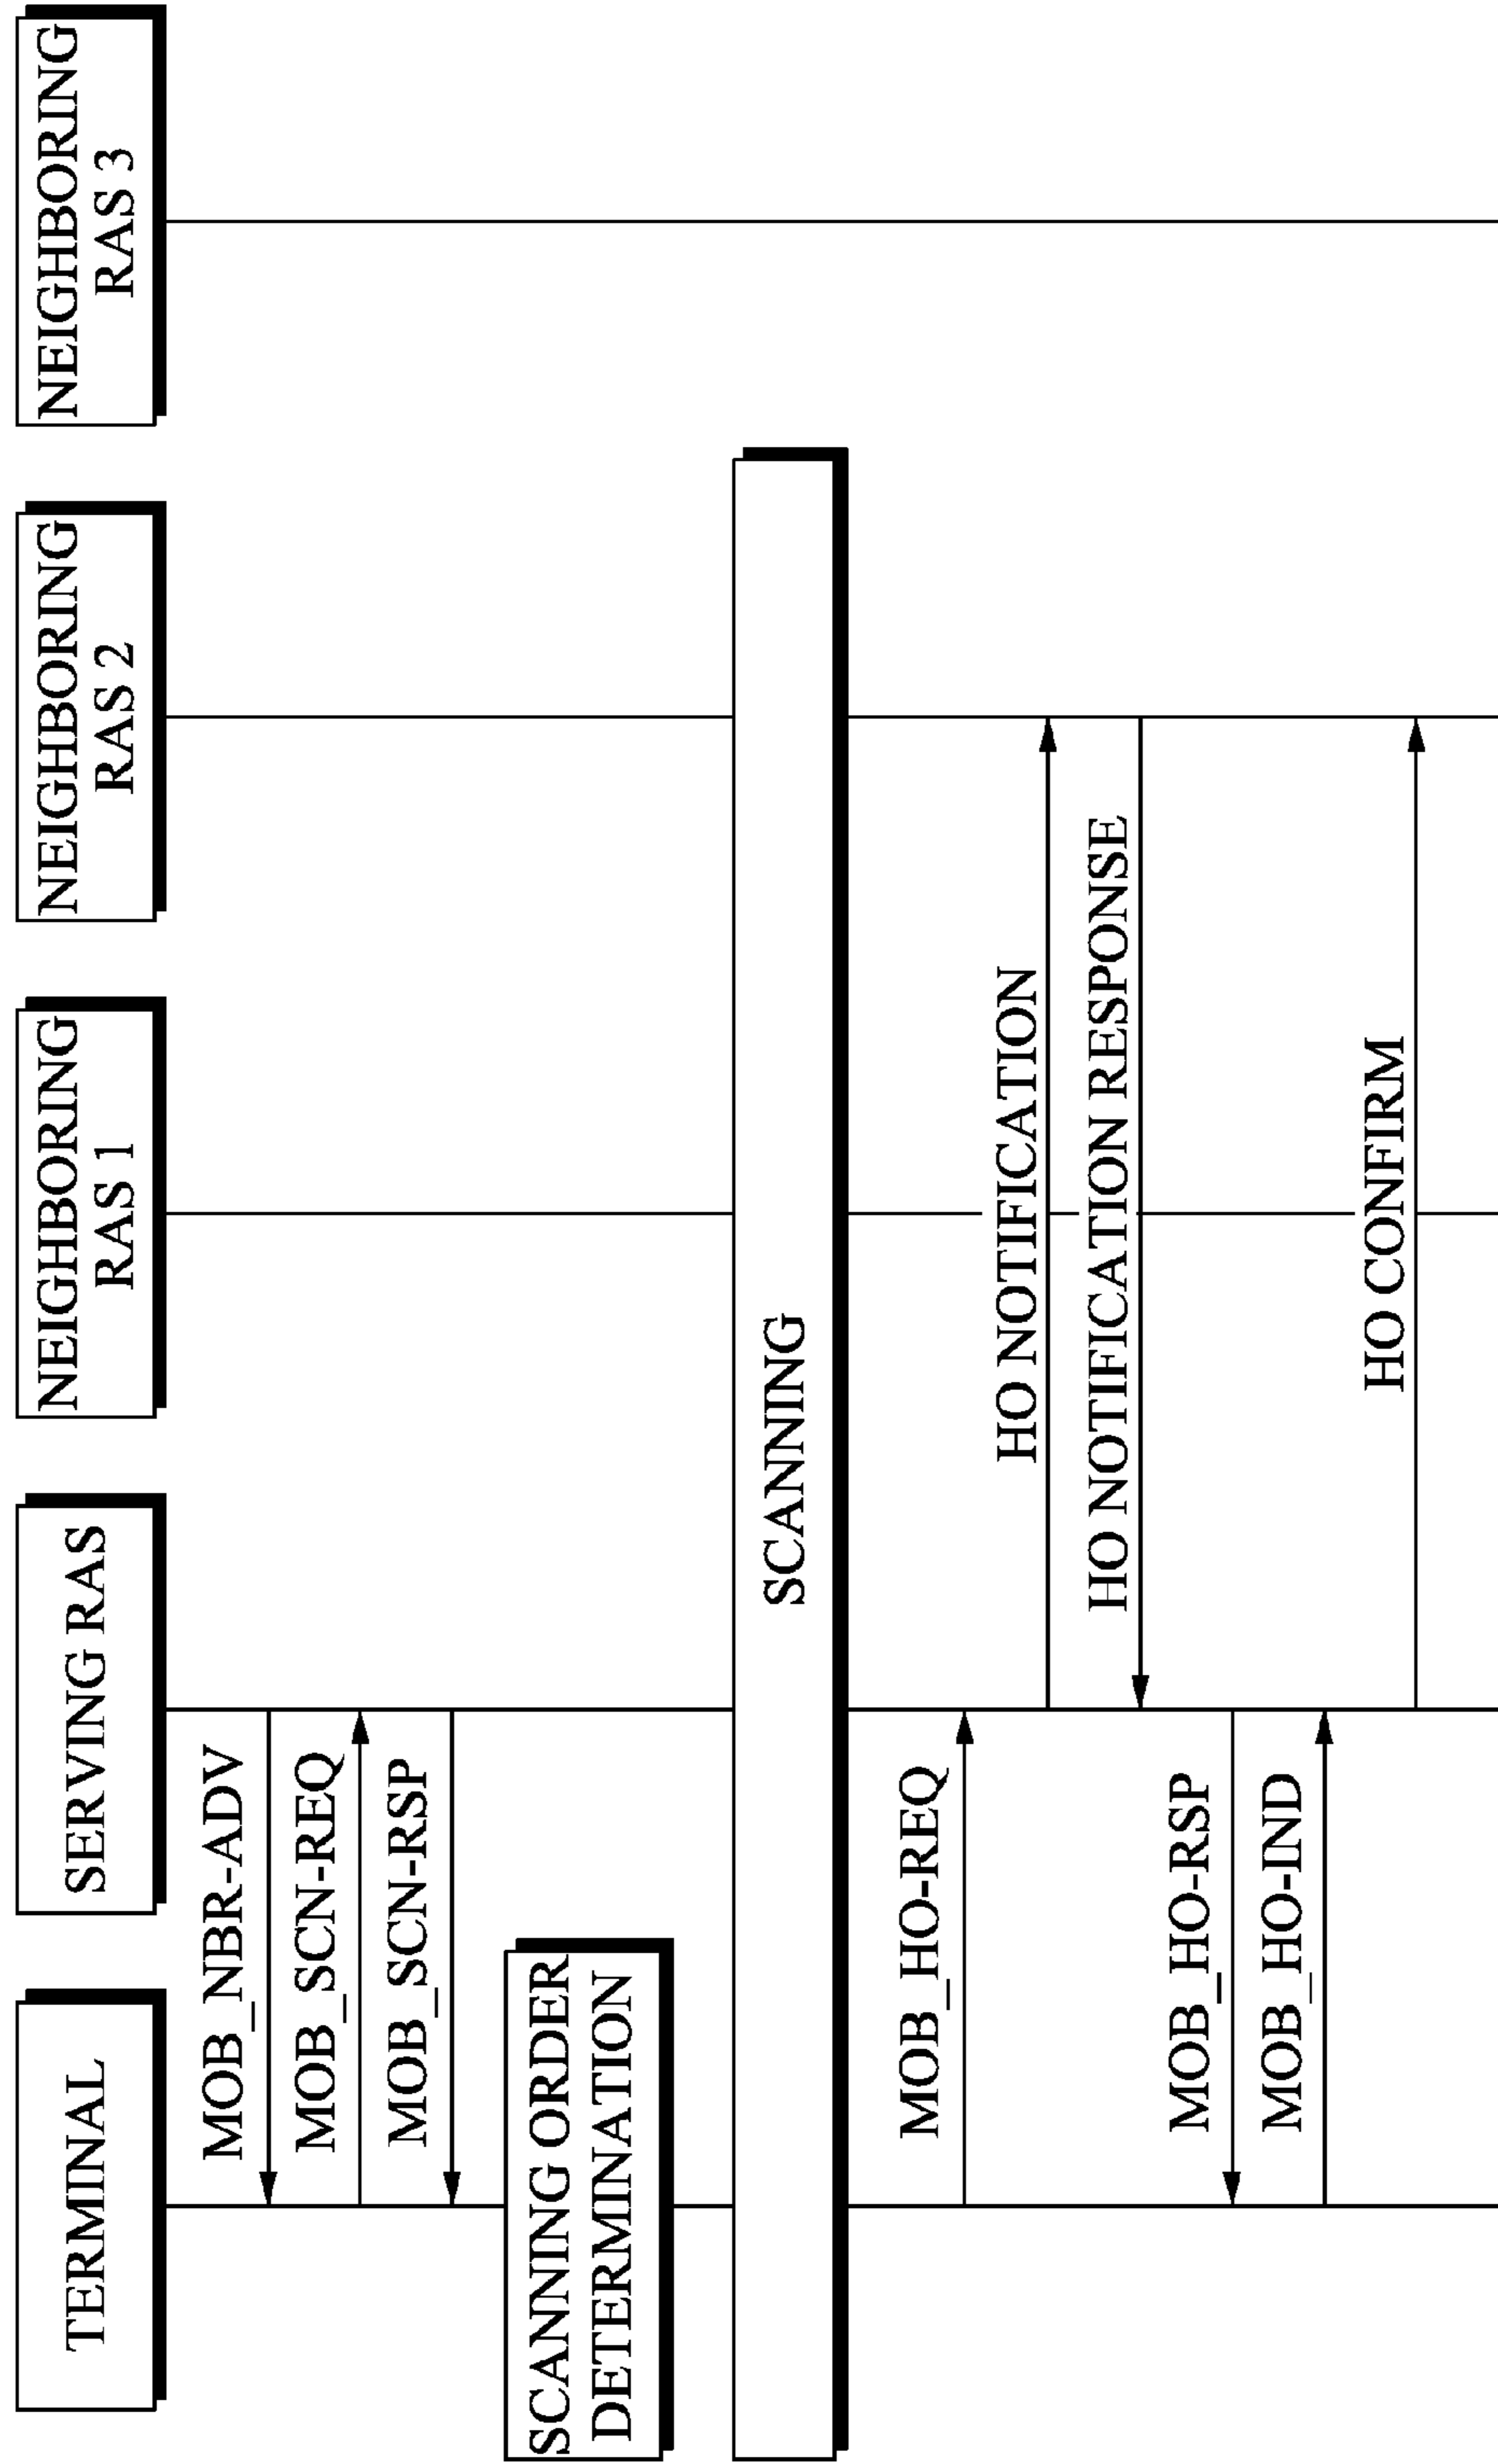 TERMINAL
SERVING RAS
NEIGHBORING
RAS 1
NEIGHBORING
RAS 2
NEIGHBORING
RAS 3
MOB_NBR-ADV
MOB_SCN-REQ
MOB_SCN-RSP
SCANNING ORDER
DETERMINATION
SCANNING
MOB_HO-REQ
HO NOTIFICATION
HO NOTIFICATION RESPONSE
MOB_HO-RSP
MOB_HO-IND
HO CONFIRM